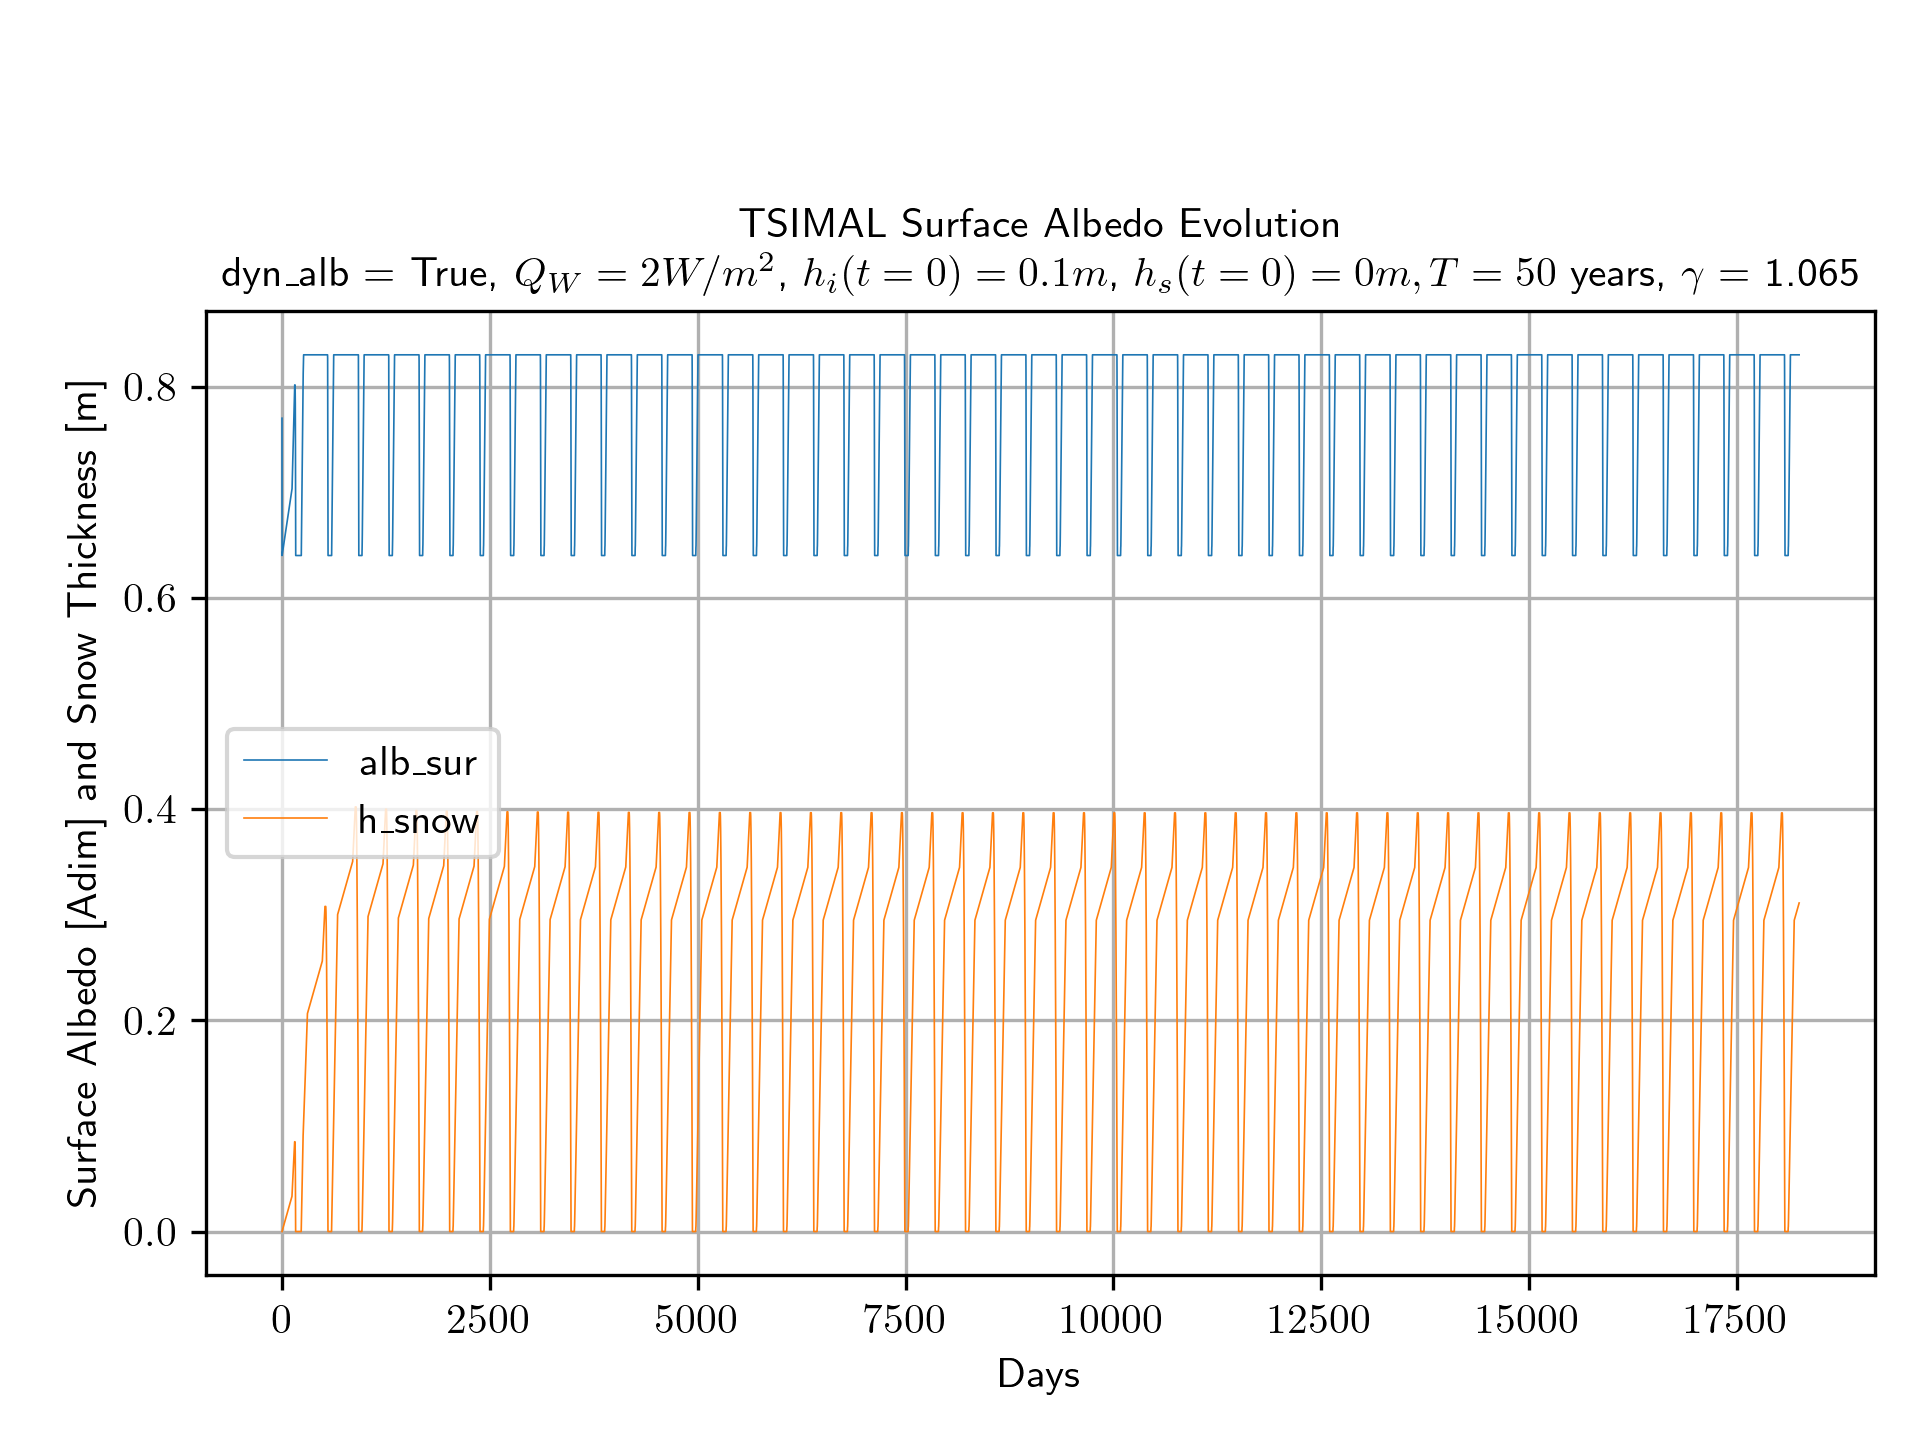 TSIMAL Surface Albedo Evolution
dyn_alb = True, Q_W = 2W/m², h_i(t = 0) = 0.1m, h_s(t = 0) = 0m, T = 50 years, γ = 1.065
Surface Albedo [Adim] and Snow Thickness [m]
0.8
0.6
0.4
0.2
0.0
alb_sur
h_snow
0 2500 5000 7500 10000 12500 15000 17500
Days